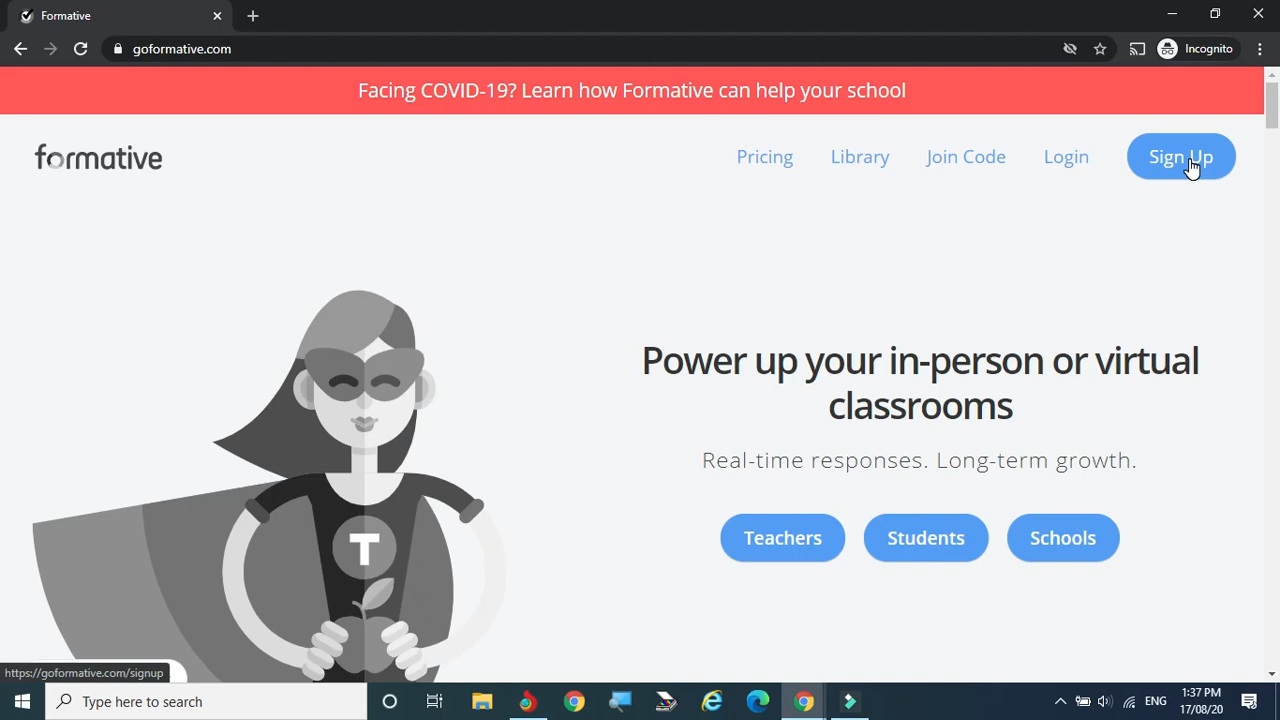 Formative
goformative.com
Incognito
Facing COVID-19? Learn how Formative can help your school
formative
Pricing
Library
Join Code
Login
Sign Up
Power up your in-person or virtual
classrooms
Real-time responses. Long-term growth.
Teachers
Students
Schools
T
https://goformative.com/signup
Type here to search
ENG
1:37 PM
17/08/20